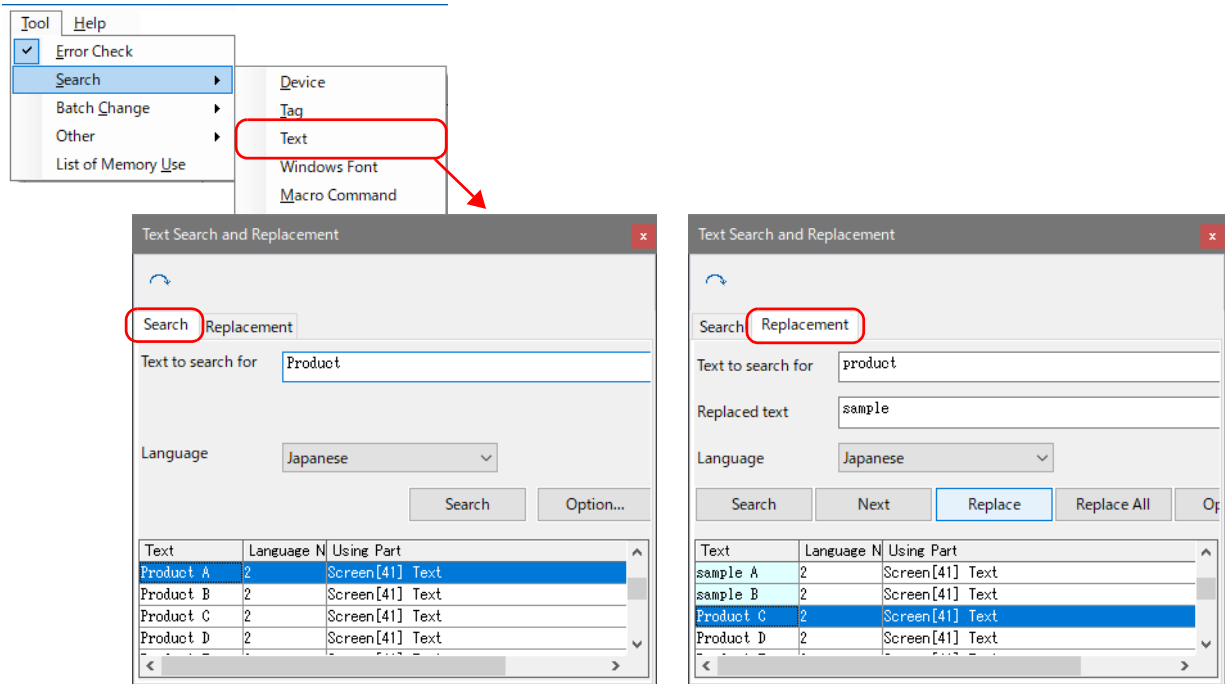 Tool Help
Error Check
Search
Batch Change
Other
List of Memory Use
Device
Tag
Text
Windows Font
Macro Command
Text Search and Replacement
x
Search Replacement
Text to search for Product
Language Japanese
Search Option...
Text Language N Using Part
Product A 2 Screen[41] Text
Product B 2 Screen[41] Text
Product C 2 Screen[41] Text
Product D 2 Screen[41] Text
Text Search and Replacement
x
Search Replacement
Text to search for product
Replaced text sample
Language Japanese
Search Next Replace Replace All Op
Text Language N Using Part
sample A 2 Screen[41] Text
sample B 2 Screen[41] Text
Product C 2 Screen[41] Text
Product D 2 Screen[41] Text